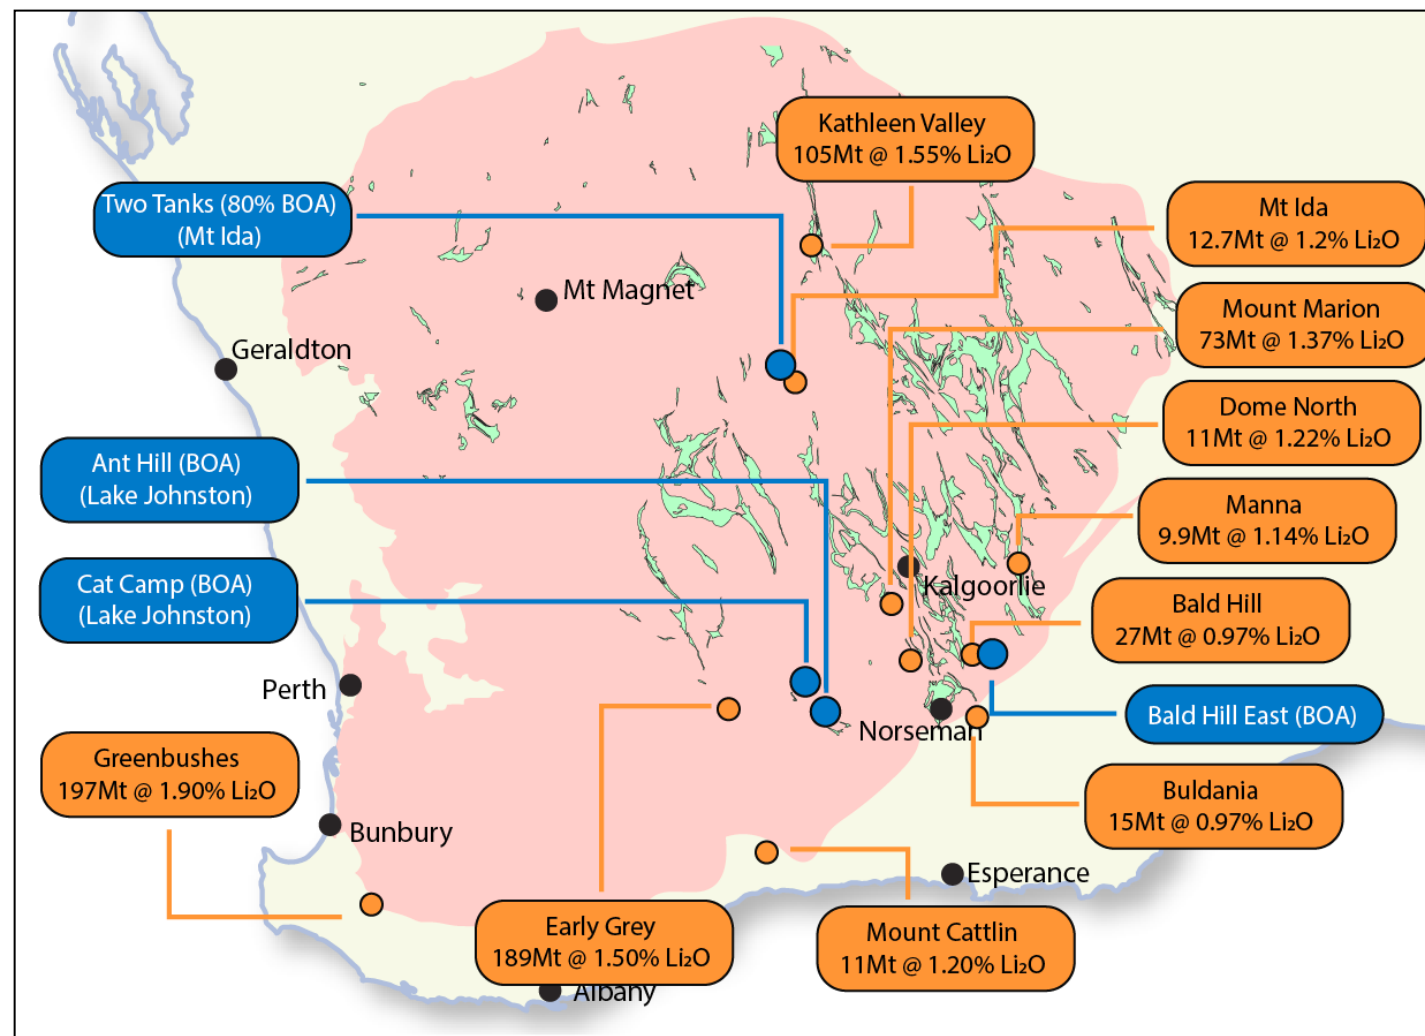 Kathleen Valley
105Mt @ 1.55% Li₂O
Two Tanks (80% BOA)
(Mt Ida)
Mt Ida
12.7Mt @ 1.2% Li₂O
Mt Magnet
Mount Marion
73Mt @ 1.37% Li₂O
Geraldton
Dome North
11Mt @ 1.22% Li₂O
Ant Hill (BOA)
(Lake Johnston)
Manna
9.9Mt @ 1.14% Li₂O
Cat Camp (BOA)
(Lake Johnston)
Kalgoorlie
Bald Hill
27Mt @ 0.97% Li₂O
Perth
Norseman
Bald Hill East (BOA)
Greenbushes
197Mt @ 1.90% Li₂O
Buldania
15Mt @ 0.97% Li₂O
Bunbury
Esperance
Early Grey
189Mt @ 1.50% Li₂O
Mount Cattlin
11Mt @ 1.20% Li₂O
Albany